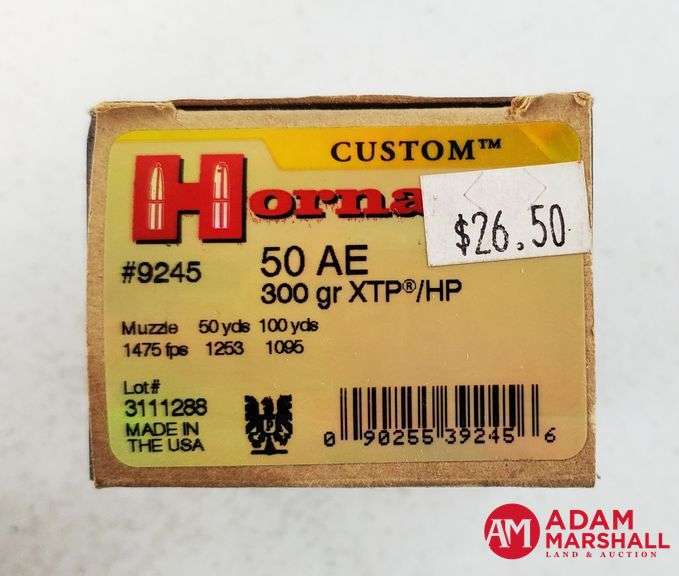 CUSTOM™
Horna
$26.50
#9245
50 AE
300 gr XTP®/HP
Muzzle 50 yds 100 yds
1475 fps 1253 1095
Lot#
3111288
MADE IN
THE USA
0 90255 39245 6
AM ADAM
MARSHALL
LAND & AUCTION